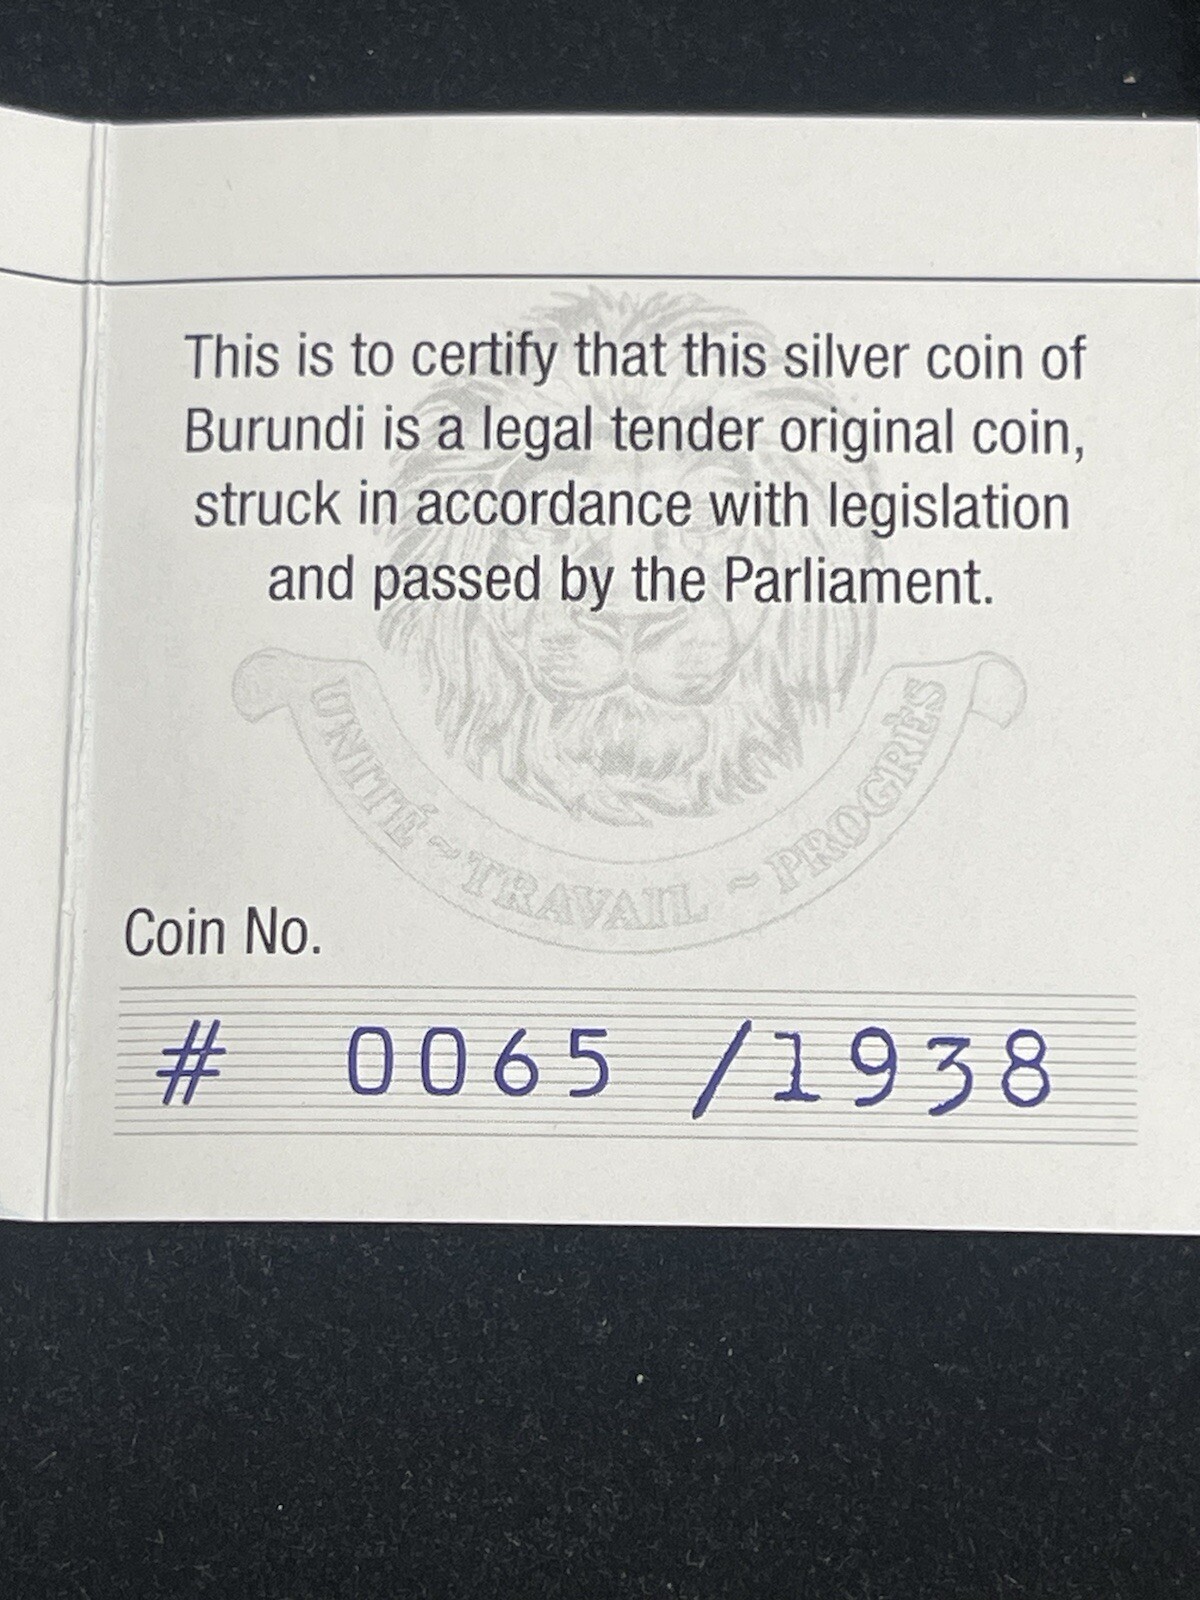 This is to certify that this silver coin of
Burundi is a legal tender original coin,
struck in accordance with legislation
and passed by the Parliament.
UNITÉ ~ TRAVAIL ~ PROGRÈS
Coin No.
# 0065 /1938